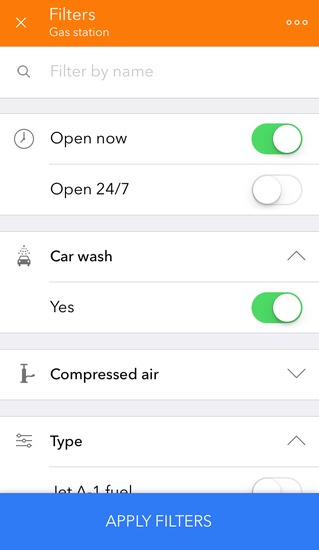 Filters
Gas station
Filter by name
Open now
Open 24/7
Car wash
Yes
Compressed air
Type
Jet A-1 fuel
APPLY FILTERS